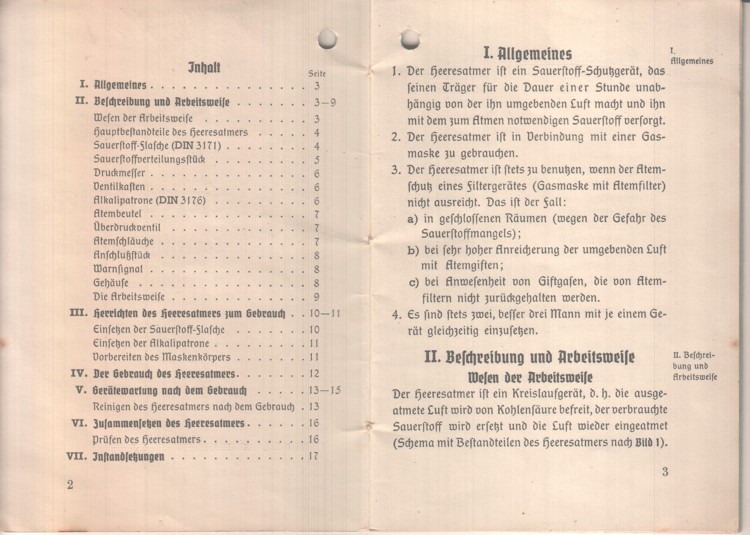 Inhalt
Seite
I. Allgemeines . . . . . . . . . . . . . 3
II. Beschreibung und Arbeitsweise . . . . . . . 3—9
Wesen der Arbeitsweise . . . . . . . . . 3
Hauptbestandteile des Heeresatmers . . . . . 4
Sauerstoff-Flasche (DIN 3171) . . . . . . . 4
Sauerstoffverteilungsstück . . . . . . . . 5
Druckmesser . . . . . . . . . . . . 6
Ventilkasten . . . . . . . . . . . . 6
Alkalipatrone (DIN 3176) . . . . . . . . 6
Atembeutel . . . . . . . . . . . . 7
Überdruckventil . . . . . . . . . . . 7
Atemschläuche . . . . . . . . . . . 7
Anschlußstück . . . . . . . . . . . 8
Warnsignal . . . . . . . . . . . . 8
Gehäuse . . . . . . . . . . . . . 8
Die Arbeitsweise . . . . . . . . . . . 9
III. Herrichten des Heeresatmers zum Gebrauch . . 10—11
Einsetzen der Sauerstoff-Flasche . . . . . . 10
Einsetzen der Alkalipatrone . . . . . . . . 11
Vorbereiten des Maskenkörpers . . . . . . . 11
IV. Der Gebrauch des Heeresatmers . . . . . . . 12
V. Gerätewartung nach dem Gebrauch . . . . . 13—15
Reinigen des Heeresatmers nach dem Gebrauch . 13
VI. Zusammensetzen des Heeresatmers . . . . . . 16
Prüfen des Heeresatmers . . . . . . . . . 16
VII. Instandsetzungen . . . . . . . . . . . 17
2
I. Allgemeines
I.
Allgemeines
1. Der Heeresatmer ist ein Sauerstoff-Schutzgerät, das
seinen Träger für die Dauer einer Stunde unab-
hängig von der ihn umgebenden Luft macht und ihn
mit dem zum Atmen notwendigen Sauerstoff versorgt.
2. Der Heeresatmer ist in Verbindung mit einer Gas-
maske zu gebrauchen.
3. Der Heeresatmer ist stets zu benutzen, wenn der Atem-
schutz eines Filtergerätes (Gasmaske mit Atemfilter)
nicht ausreicht. Das ist der Fall:
a) in geschlossenen Räumen (wegen der Gefahr des
Sauerstoffmangels);
b) bei sehr hoher Anreicherung der umgebenden Luft
mit Atemgiften;
c) bei Anwesenheit von Giftgasen, die von Atem-
filtern nicht zurückgehalten werden.
4. Es sind stets zwei, besser drei Mann mit je einem Ge-
rät gleichzeitig einzusetzen.
II. Beschreibung und Arbeitsweise
II. Beschrei-
bung und
Arbeitsweise
Wesen der Arbeitsweise
Der Heeresatmer ist ein Kreislaufgerät, d. h. die ausge-
atmete Luft wird von Kohlensäure befreit, der verbrauchte
Sauerstoff wird ersetzt und die Luft wieder eingeatmet
(Schema mit Bestandteilen des Heeresatmers nach Bild 1).
3